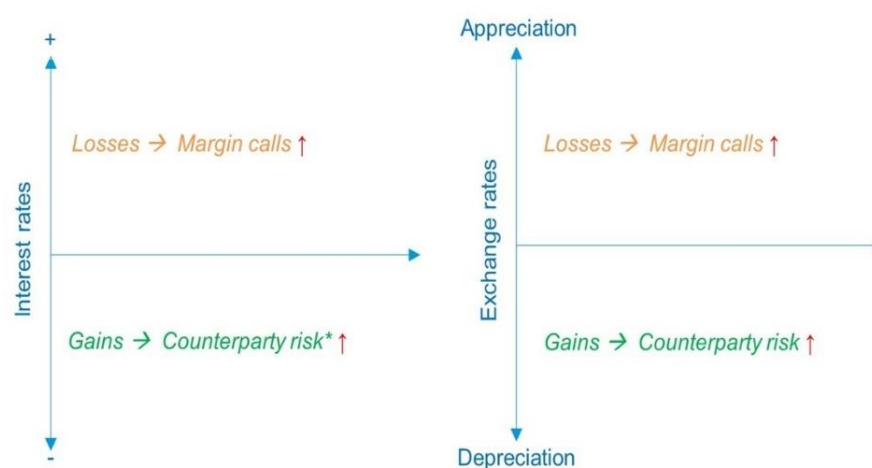 +
Interest rates
Losses → Margin calls ↑
Gains → Counterparty risk* ↑
-
Appreciation
Exchange rates
Losses → Margin calls ↑
Gains → Counterparty risk ↑
Depreciation